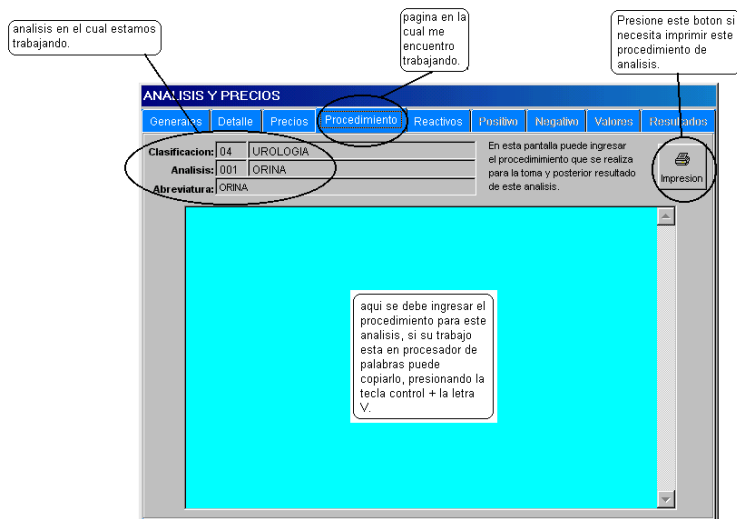 analisis en el cual estamos
trabajando.
pagina en la
cual me
encuentro
trabajando.
Presione este boton si
necesita imprimir este
procedimiento de
analisis.
ANALISIS Y PRECIOS
Generales Detalle Precios Procedimiento Reactivos Positivo Negativo Valores Resultados
Clasificacion: 04 UROLOGIA
Analisis: 001 ORINA
Abreviatura: ORINA
En esta pantalla puede ingresar
el procedimimiento que se realiza
para la toma y posterior resultado
de este analisis.
Impresion
aqui se debe ingresar el
procedimiento para este
analisis, si su trabajo
esta en procesador de
palabras puede
copiarlo, presionando la
tecla control + la letra
V.